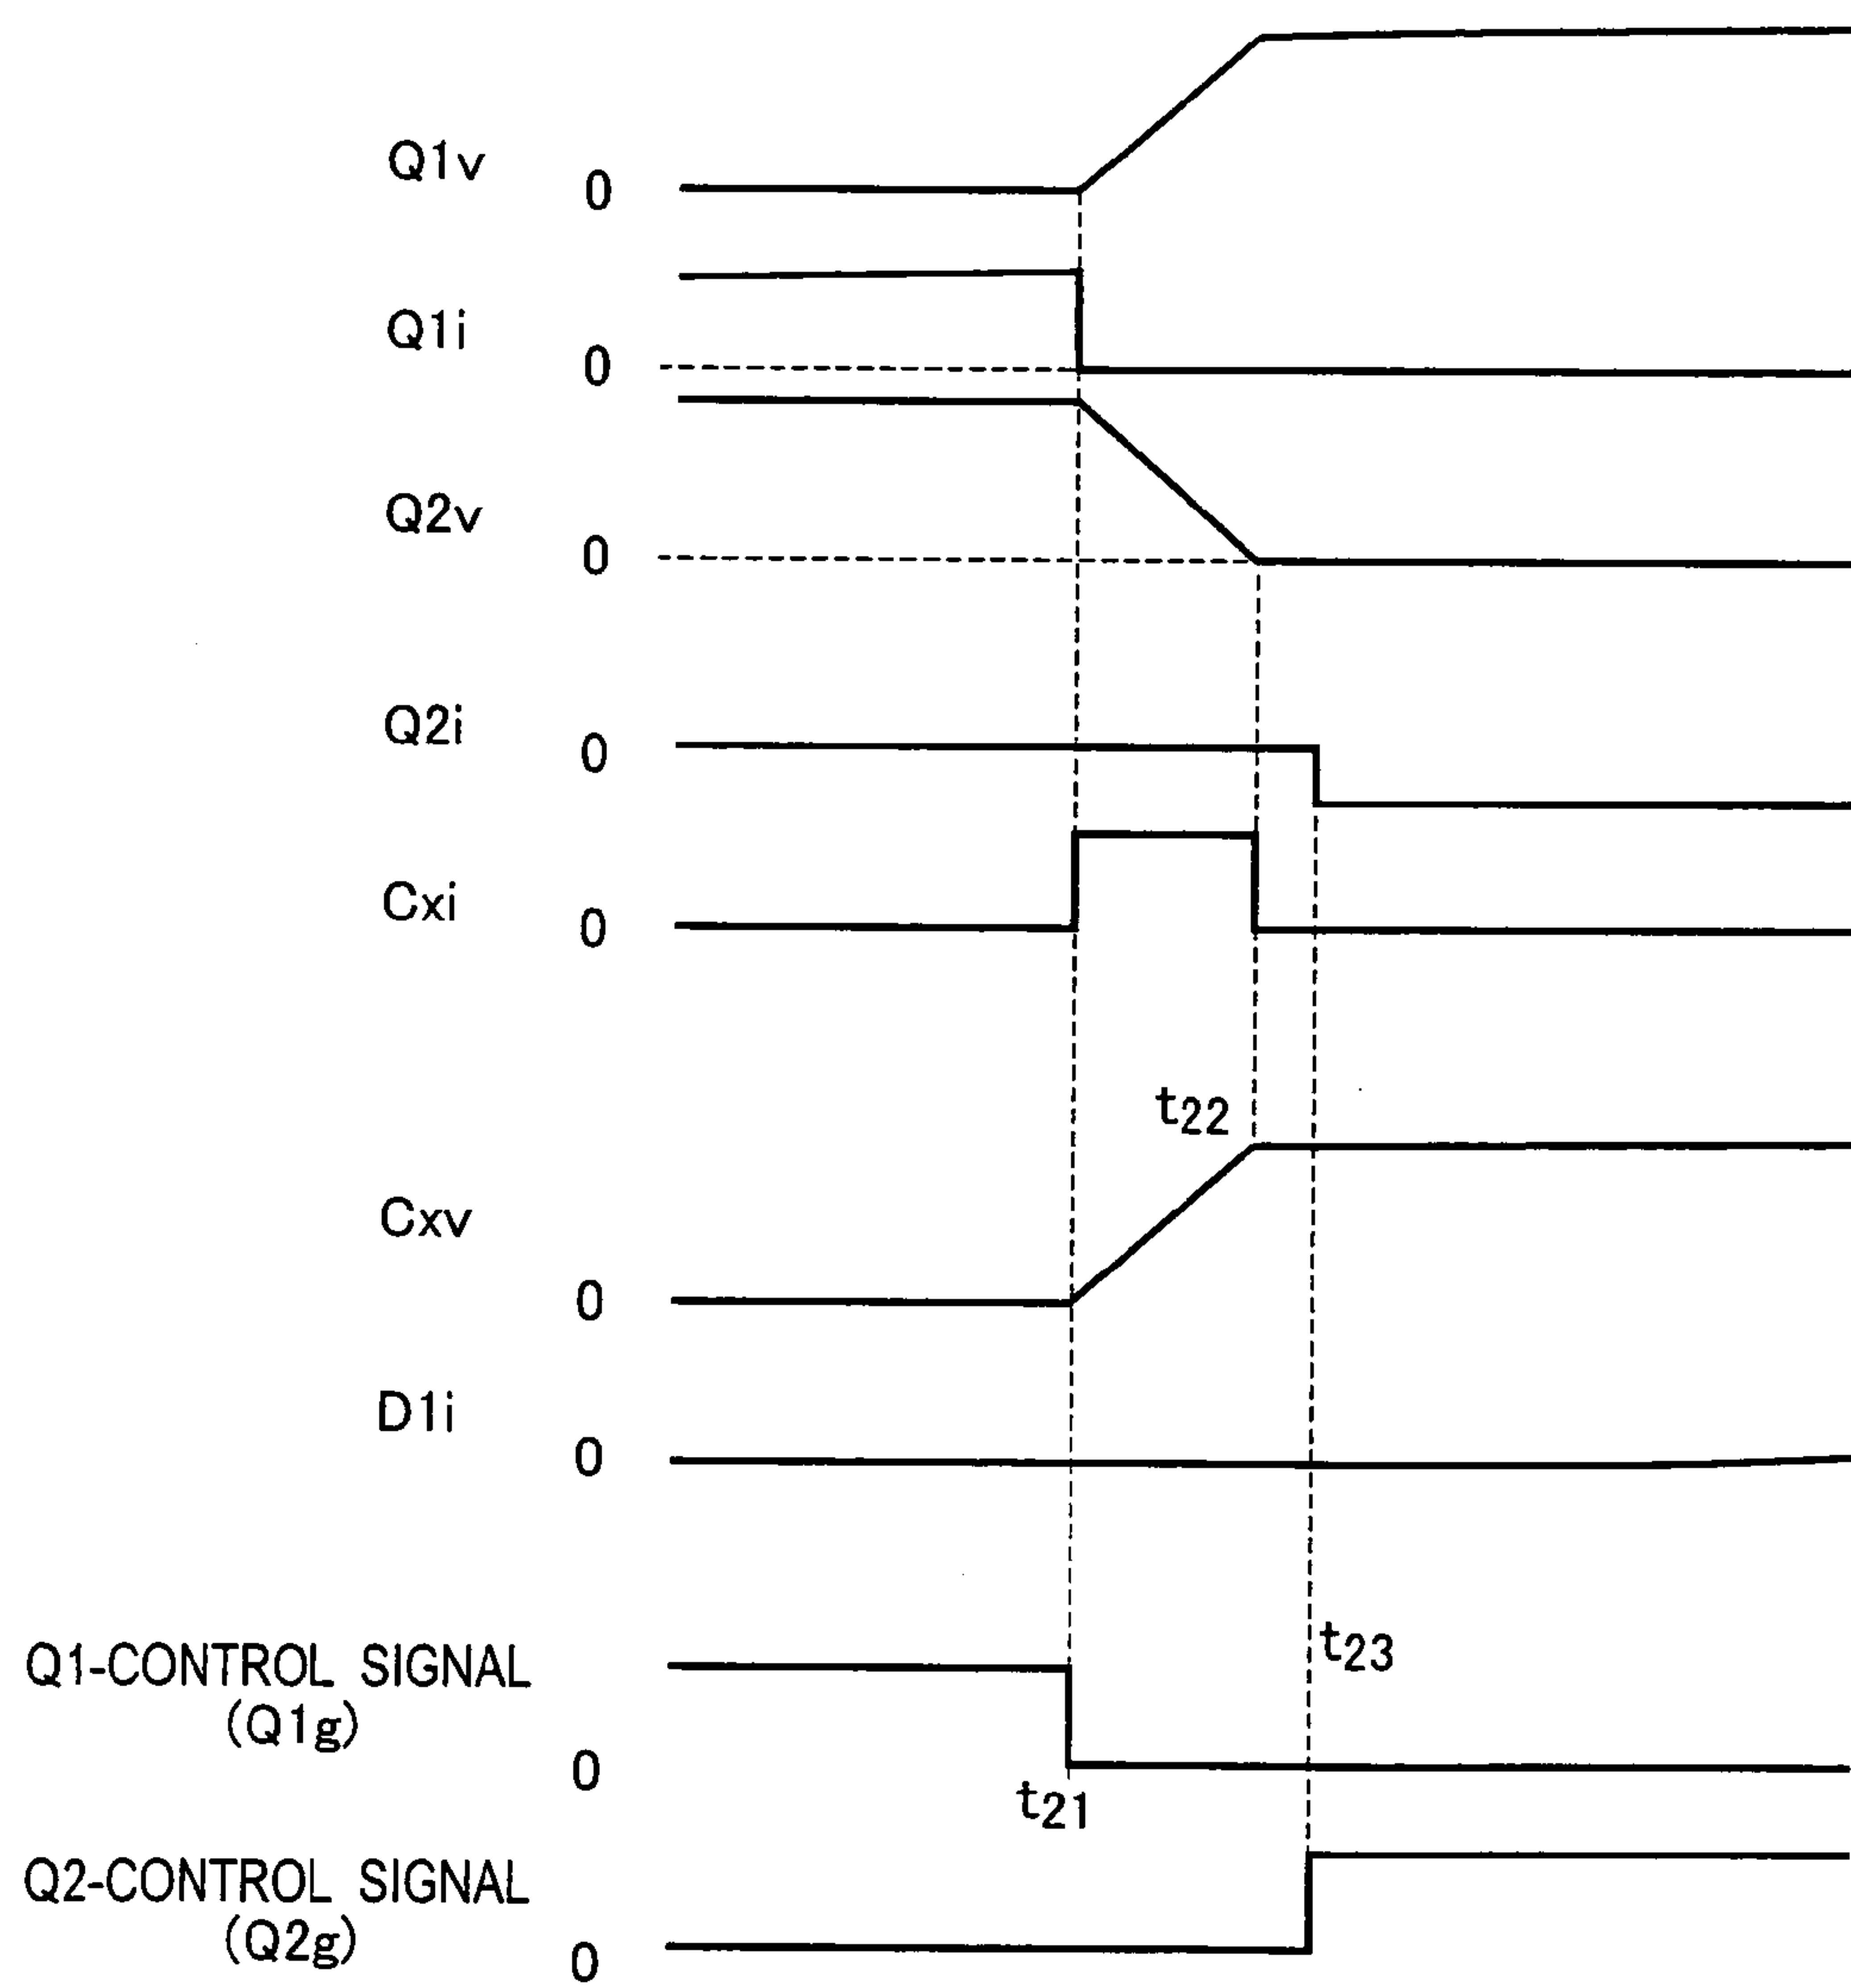 Q1v 0
Q1i 0
Q2v 0
Q2i 0
Cxi 0
t22
Cxv 0
D1i 0
Q1-CONTROL SIGNAL
(Q1g) 0
t23
t21
Q2-CONTROL SIGNAL
(Q2g) 0